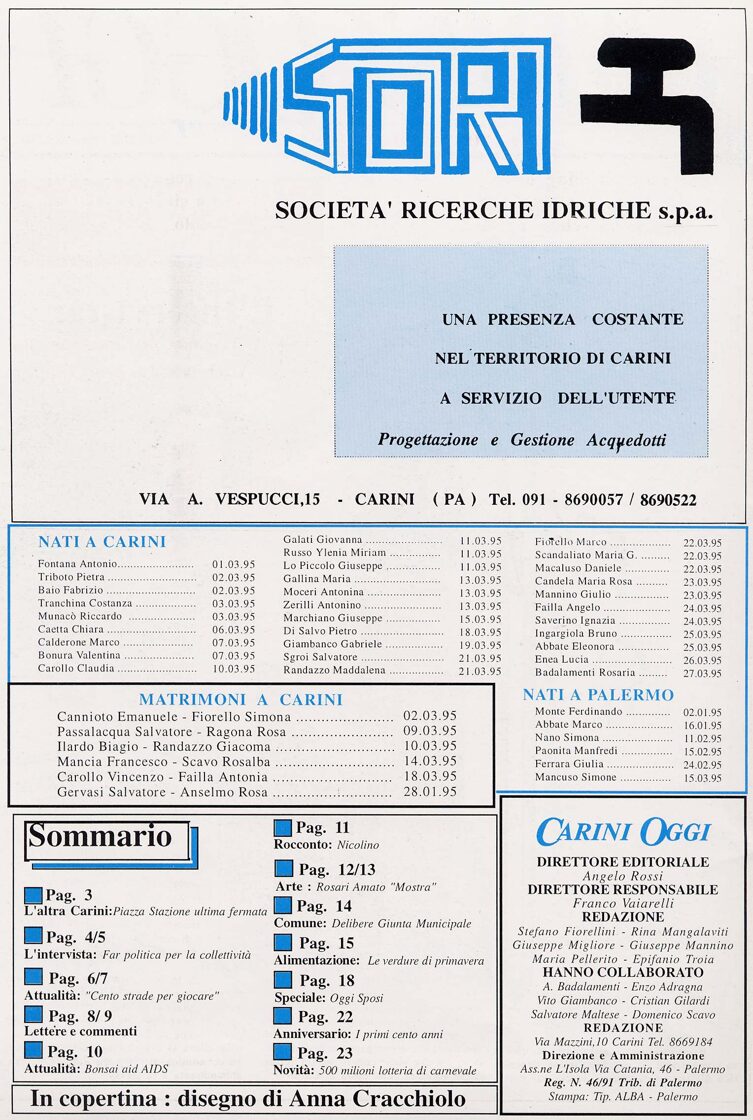 SORI
SOCIETA' RICERCHE IDRICHE s.p.a.
UNA PRESENZA COSTANTE
NEL TERRITORIO DI CARINI
A SERVIZIO DELL'UTENTE
Progettazione e Gestione Acquedotti
VIA A. VESPUCCI,15 - CARINI ( PA ) Tel. 091 - 8690057 / 8690522
NATI A CARINI
Fontana Antonio..................... 01.03.95
Triboto Pietra ........................ 02.03.95
Baio Fabrizio ........................ 02.03.95
Tranchina Costanza .................. 03.03.95
Munacò Riccardo .................. 03.03.95
Caetta Chiara ........................ 06.03.95
Calderone Marco .................. 07.03.95
Bonura Valentina .................. 07.03.95
Carollo Claudia ..................... 10.03.95
Galati Giovanna ..................... 11.03.95
Russo Ylenia Miriam .............. 11.03.95
Lo Piccolo Giuseppe .............. 11.03.95
Gallina Maria ........................ 13.03.95
Moceri Antonina .................. 13.03.95
Zerilli Antonino ..................... 13.03.95
Marchiano Giuseppe .............. 15.03.95
Di Salvo Pietro ..................... 18.03.95
Giambanco Gabriele .............. 19.03.95
Sgroi Salvatore ..................... 21.03.95
Randazzo Maddalena .............. 21.03.95
Fiorello Marco .................. 22.03.95
Scandaliato Maria G. ......... 22.03.95
Macaluso Daniele ............... 22.03.95
Candela Maria Rosa ............ 23.03.95
Mannino Giulio .................. 23.03.95
Failla Angelo ..................... 24.03.95
Saverino Ignazia ............... 24.03.95
Ingargiola Bruno ............... 25.03.95
Abbate Eleonora ............... 25.03.95
Enea Lucia ........................ 26.03.95
Badalamenti Rosaria ......... 27.03.95
NATI A PALERMO
Monte Ferdinando ............ 02.01.95
Abbate Marco .................. 16.01.95
Nano Simona ..................... 11.02.95
Paonita Manfredi ............... 15.02.95
Ferrara Giulia .................. 24.02.95
Mancuso Simone ............... 15.03.95
MATRIMONI A CARINI
Cannioto Emanuele - Fiorello Simona ........................ 02.03.95
Passalacqua Salvatore - Ragona Rosa ........................ 09.03.95
Ilardo Biagio - Randazzo Giacoma ........................... 10.03.95
Mancia Francesco - Scavo Rosalba ........................... 14.03.95
Carollo Vincenzo - Failla Antonia ........................... 18.03.95
Gervasi Salvatore - Anselmo Rosa ........................... 28.01.95
Sommario
Pag. 3
L'altra Carini:Piazza Stazione ultima fermata
Pag. 4/5
L'intervista: Far politica per la collettività
Pag. 6/7
Attualità: "Cento strade per giocare"
Pag. 8/ 9
Lettere e commenti
Pag. 10
Attualità: Bonsai aid AIDS
Pag. 11
Racconto: Nicolino
Pag. 12/13
Arte : Rosari Amato "Mostra"
Pag. 14
Comune: Delibere Giunta Municipale
Pag. 15
Alimentazione: Le verdure di primavera
Pag. 18
Speciale: Oggi Sposi
Pag. 22
Anniversario: I primi cento anni
Pag. 23
Novità: 500 milioni lotteria di carnevale
In copertina : disegno di Anna Cracchiolo
CARINI OGGI
DIRETTORE EDITORIALE
Angelo Rossi
DIRETTORE RESPONSABILE
Franco Vaiarelli
REDAZIONE
Stefano Fiorellini - Rina Mangalaviti
Giuseppe Migliore - Giuseppe Mannino
Maria Pellerito - Epifanio Troia
HANNO COLLABORATO
A. Badalamenti - Enzo Adragna
Vito Giambanco - Cristian Gilardi
Salvatore Maltese - Domenico Scavo
REDAZIONE
Via Mazzini,10 Carini Tel. 8669184
Direzione e Amministrazione
Ass.ne L'Isola Via Catania, 46 - Palermo
Reg. N. 46/91 Trib. di Palermo
Stampa: Tip. ALBA - Palermo